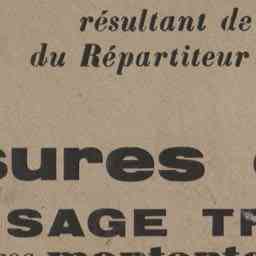 résultant de
du Répartiteur
sures
SAGE TR